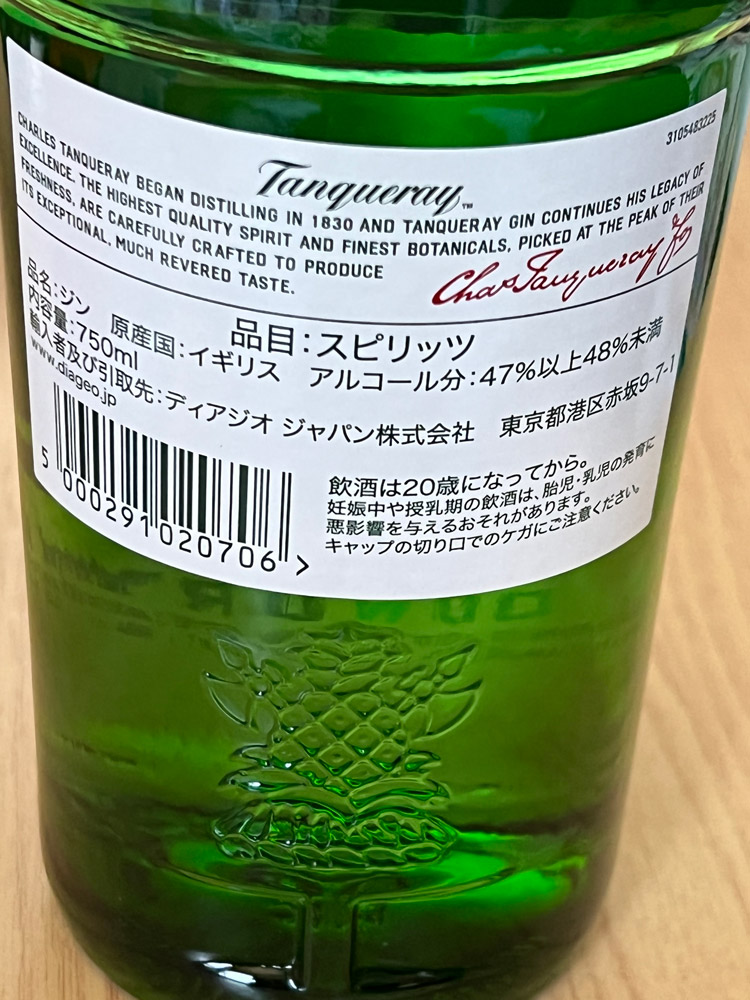 3105483225
Tanqueray™
CHARLES TANQUERAY BEGAN DISTILLING IN 1830 AND TANQUERAY GIN CONTINUES HIS LEGACY OF
EXCELLENCE. THE HIGHEST QUALITY SPIRIT AND FINEST BOTANICALS, PICKED AT THE PEAK OF THEIR
FRESHNESS, ARE CAREFULLY CRAFTED TO PRODUCE
ITS EXCEPTIONAL, MUCH REVERED TASTE.
Chas Tanqueray & Co
品目:スピリッツ
品名:ジン 原産国:イギリス アルコール分:47%以上48%未満
内容量:750ml
輸入者及び引取先:ディアジオ ジャパン株式会社 東京都港区赤坂9-7-1
www.diageo.jp
飲酒は20歳になってから。
妊娠中や授乳期の飲酒は、胎児・乳児の発育に
悪影響を与えるおそれがあります。
キャップの切り口でのケガにご注意ください。
5 000291 020706 >